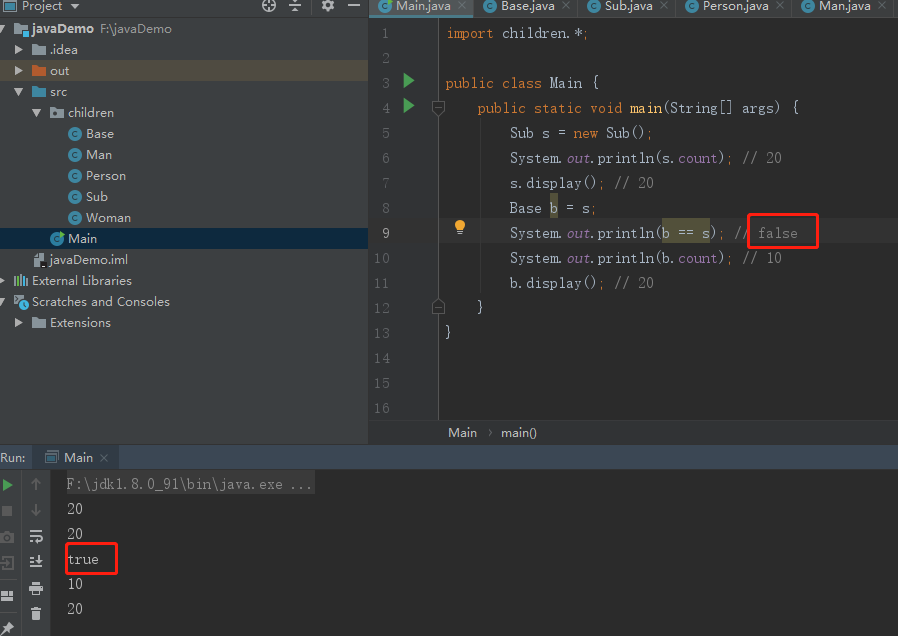 Project
Main.java Base.java Sub.java Person.java Man.java
javaDemo F:\javaDemo
.idea
out
src
children
Base
Man
Person
Sub
Woman
Main
javaDemo.iml
External Libraries
Scratches and Consoles
Extensions
1 import children.*;
2
3 public class Main {
4 public static void main(String[] args) {
5 Sub s = new Sub();
6 System.out.println(s.count); // 20
7 s.display(); // 20
8 Base b = s;
9 System.out.println(b == s); // false
10 System.out.println(b.count); // 10
11 b.display(); // 20
12 }
13 }
14
15
16
Main › main()
Run: Main
F:\jdk1.8.0_91\bin\java.exe ...
20
20
true
10
20